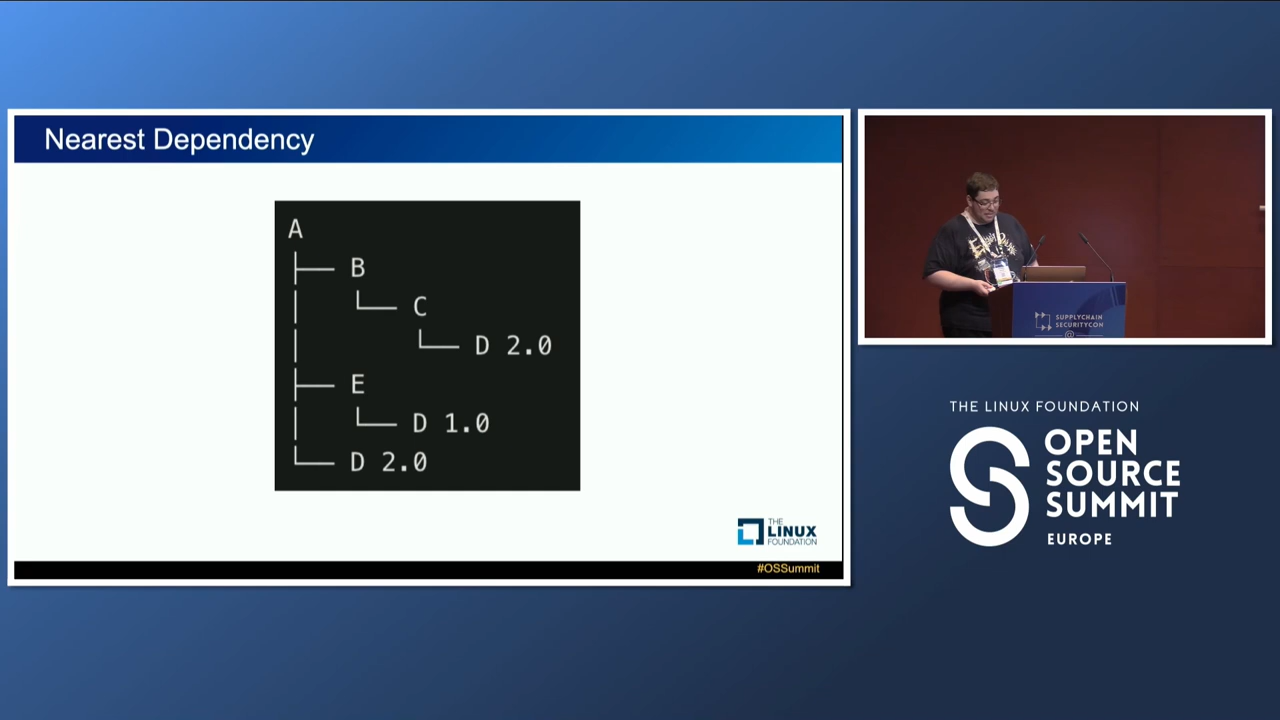 Nearest Dependency
A
B
C
D 2.0
E
D 1.0
D 2.0
THE
LINUX
FOUNDATION
#OSSummit
SUPPLYCHAIN
SECURITYCON
@
THE LINUX FOUNDATION
OPEN
SOURCE
SUMMIT
EUROPE